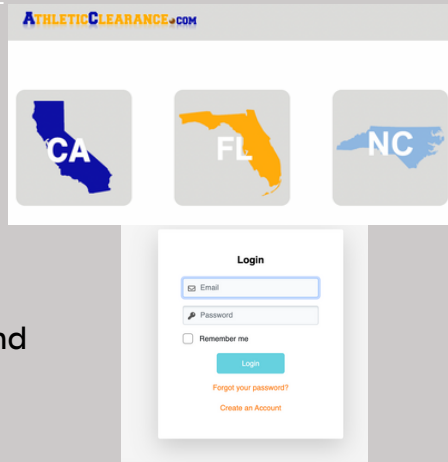 ATHLETICCLEARANCE.COM
CA FL NC
Login
Email
nd
Password
Remember me
Login
Forgot your password?
Create an Account